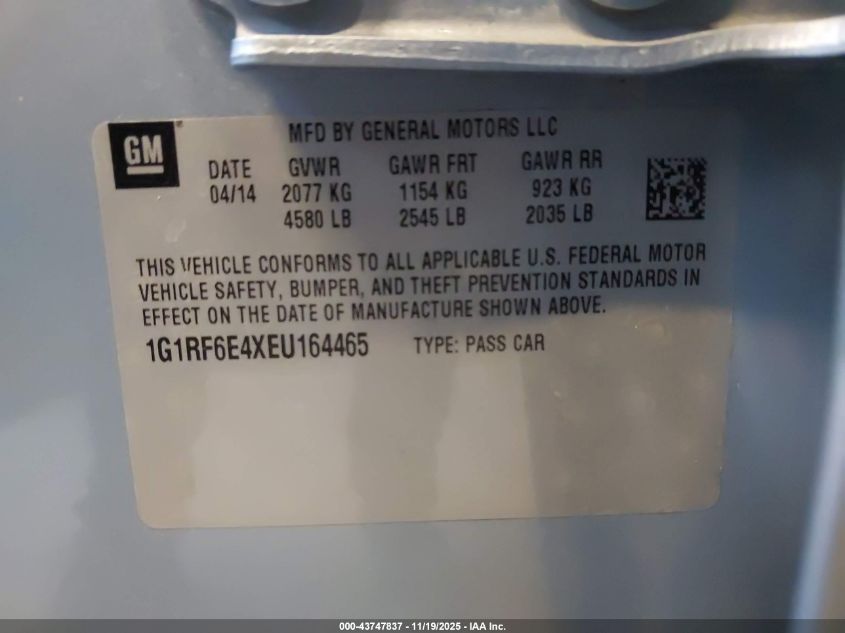 GM
MFD BY GENERAL MOTORS LLC
DATE GVWR GAWR FRT GAWR RR
04/14 2077 KG 1154 KG 923 KG
4580 LB 2545 LB 2035 LB
THIS VEHICLE CONFORMS TO ALL APPLICABLE U.S. FEDERAL MOTOR
VEHICLE SAFETY, BUMPER, AND THEFT PREVENTION STANDARDS IN
EFFECT ON THE DATE OF MANUFACTURE SHOWN ABOVE.
1G1RF6E4XEU164465 TYPE: PASS CAR
000-43747837 - 11/19/2025 - IAA Inc.